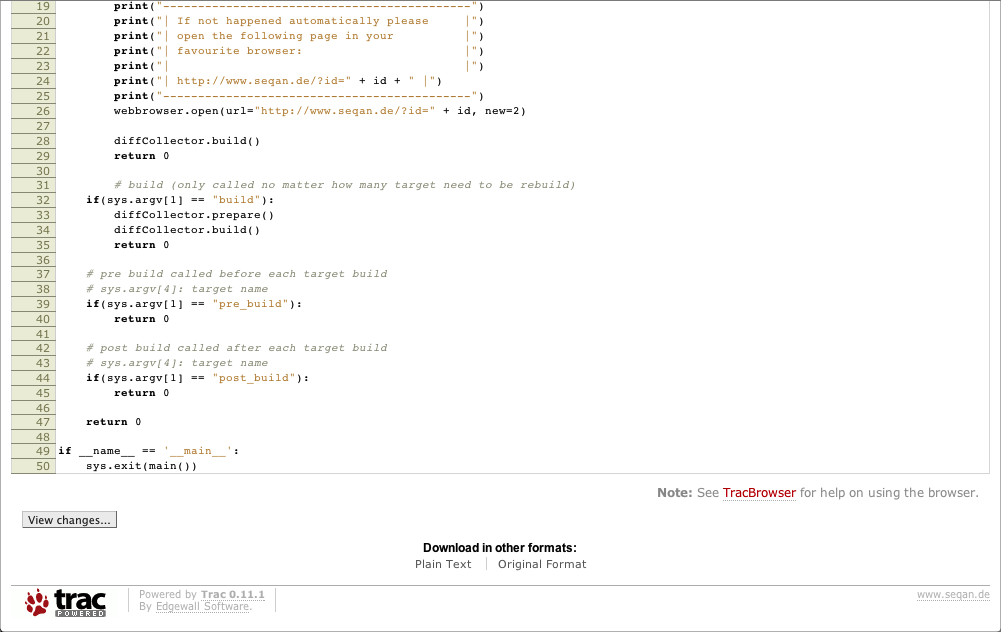 19 print("-------------------------------------------")
20 print("| If not happened automatically please |")
21 print("| open the following page in your |")
22 print("| favourite browser: |")
23 print("| |")
24 print("| http://www.seqan.de/?id=" + id + " |")
25 print("-------------------------------------------")
26 webbrowser.open(url="http://www.seqan.de/?id=" + id, new=2)
27
28 diffCollector.build()
29 return 0
30
31 # build (only called no matter how many target need to be rebuild)
32 if(sys.argv[1] == "build"):
33 diffCollector.prepare()
34 diffCollector.build()
35 return 0
36
37 # pre build called before each target build
38 # sys.argv[4]: target name
39 if(sys.argv[1] == "pre_build"):
40 return 0
41
42 # post build called after each target build
43 # sys.argv[4]: target name
44 if(sys.argv[1] == "post_build"):
45 return 0
46
47 return 0
48
49 if __name__ == '__main__':
50 sys.exit(main())
Note: See TracBrowser for help on using the browser.
View changes...
Download in other formats:
Plain Text Original Format
trac POWERED
Powered by Trac 0.11.1
By Edgewall Software.
www.seqan.de